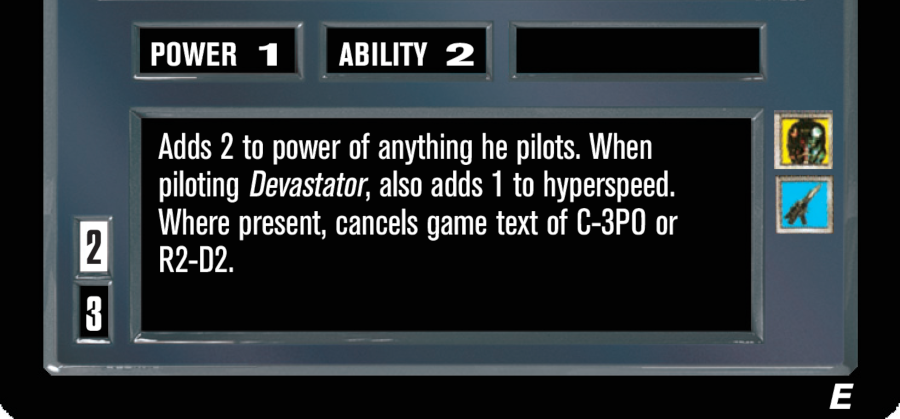 POWER 1 ABILITY 2
Adds 2 to power of anything he pilots. When
piloting Devastator, also adds 1 to hyperspeed.
Where present, cancels game text of C-3PO or
R2-D2.
2
3
E